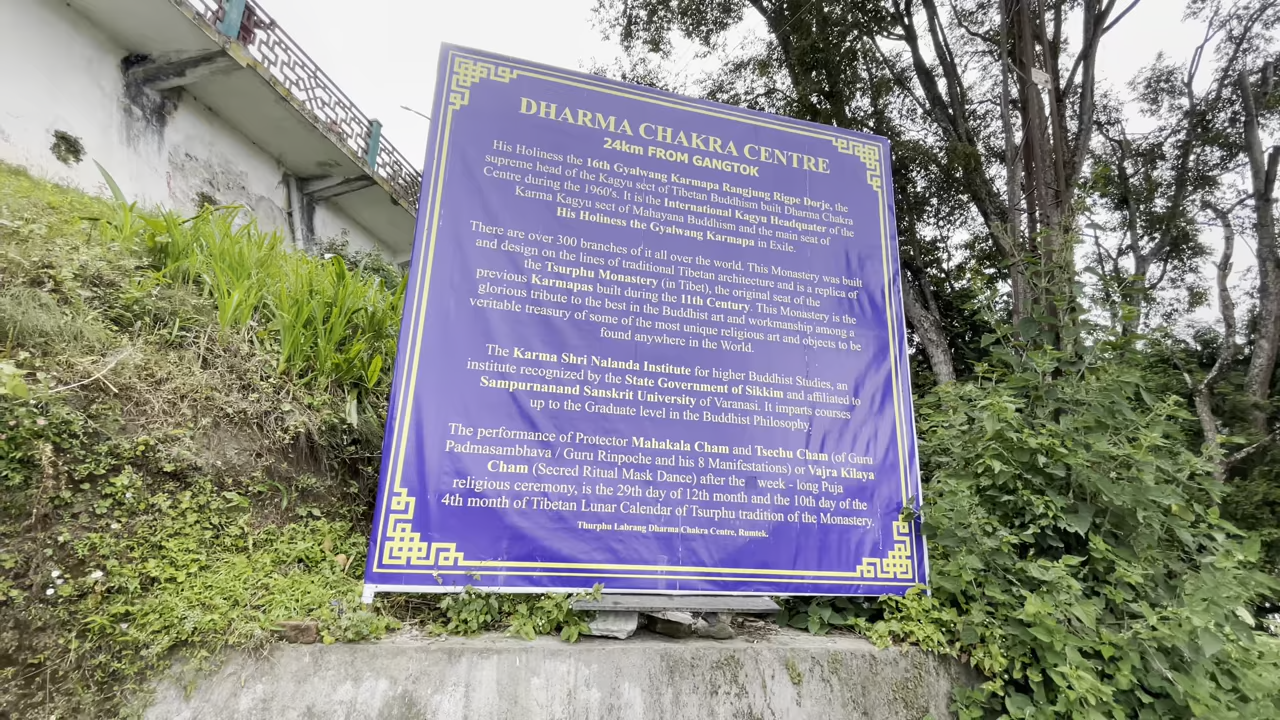 DHARMA CHAKRA CENTRE
24km FROM GANGTOK
His Holiness the 16th Gyalwang Karmapa Rangjung Rigpe Dorje, the
supreme head of the Kagyu sect of Tibetan Buddhism built Dharma Chakra
Centre during the 1960's. It is the International Kagyu Headquater of the
Karma Kagyu sect of Mahayana Buddhism and the main seat of
His Holiness the Gyalwang Karmapa in Exile.
There are over 300 branches of it all over the world. This Monastery was built
and design on the lines of traditional Tibetan architecture and is a replica of
the Tsurphu Monastery (in Tibet), the original seat of the
previous Karmapas built during the 11th Century. This Monastery is the
glorious tribute to the best in the Buddhist art and workmanship among a
veritable treasury of some of the most unique religious art and objects to be
found anywhere in the World.
The Karma Shri Nalanda Institute for higher Buddhist Studies, an
institute recognized by the State Government of Sikkim and affiliated to
Sampurnanand Sanskrit University of Varanasi. It imparts courses
up to the Graduate level in the Buddhist Philosophy.
The performance of Protector Mahakala Cham and Tsechu Cham (of Guru
Padmasambhava / Guru Rinpoche and his 8 Manifestations) or Vajra Kilaya
Cham (Secred Ritual Mask Dance) after the week - long Puja
religious ceremony, is the 29th day of 12th month and the 10th day of the
4th month of Tibetan Lunar Calendar of Tsurphu tradition of the Monastery.
Thurphu Labrang Dharma Chakra Centre, Rumtek.